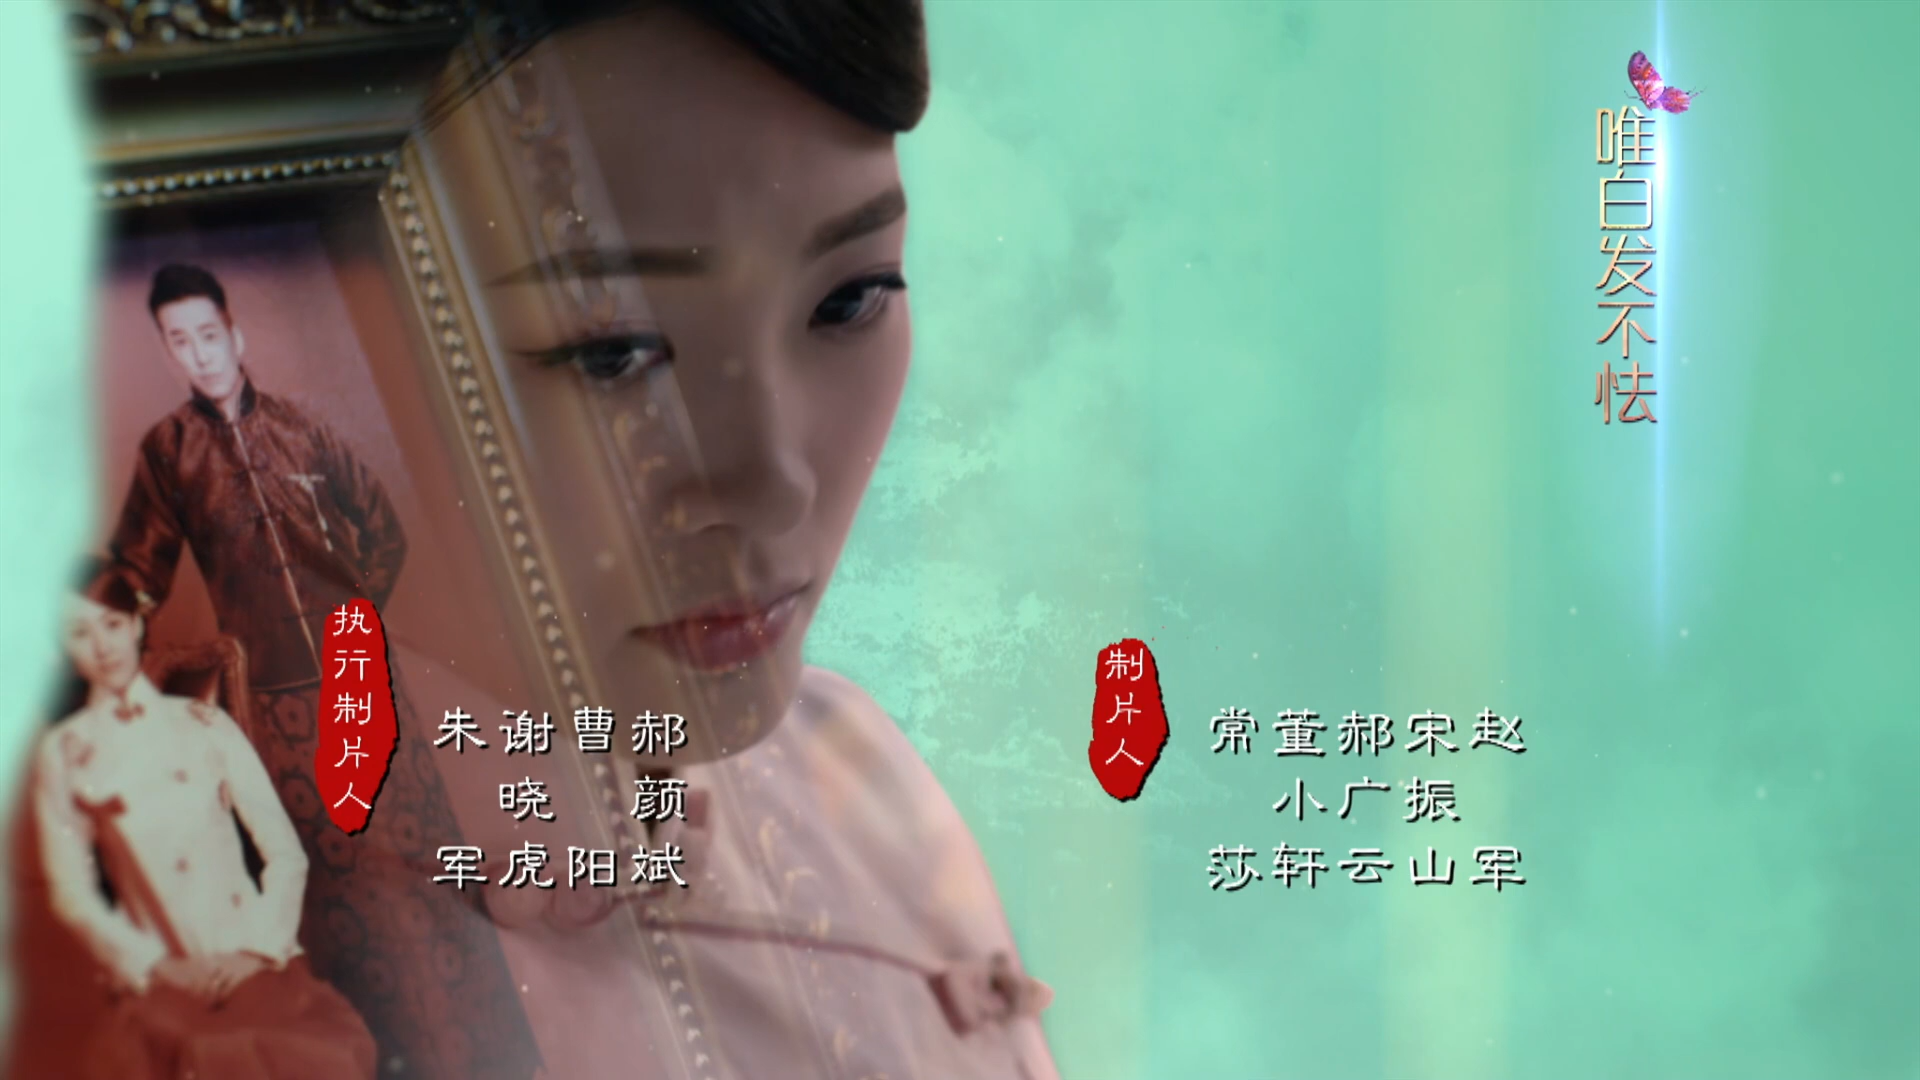 执行制片人
朱军
谢晓虎
曹阳
郝颜斌
制片人
常莎
董小轩
郝广云
宋振山
赵军
唯白发不怯